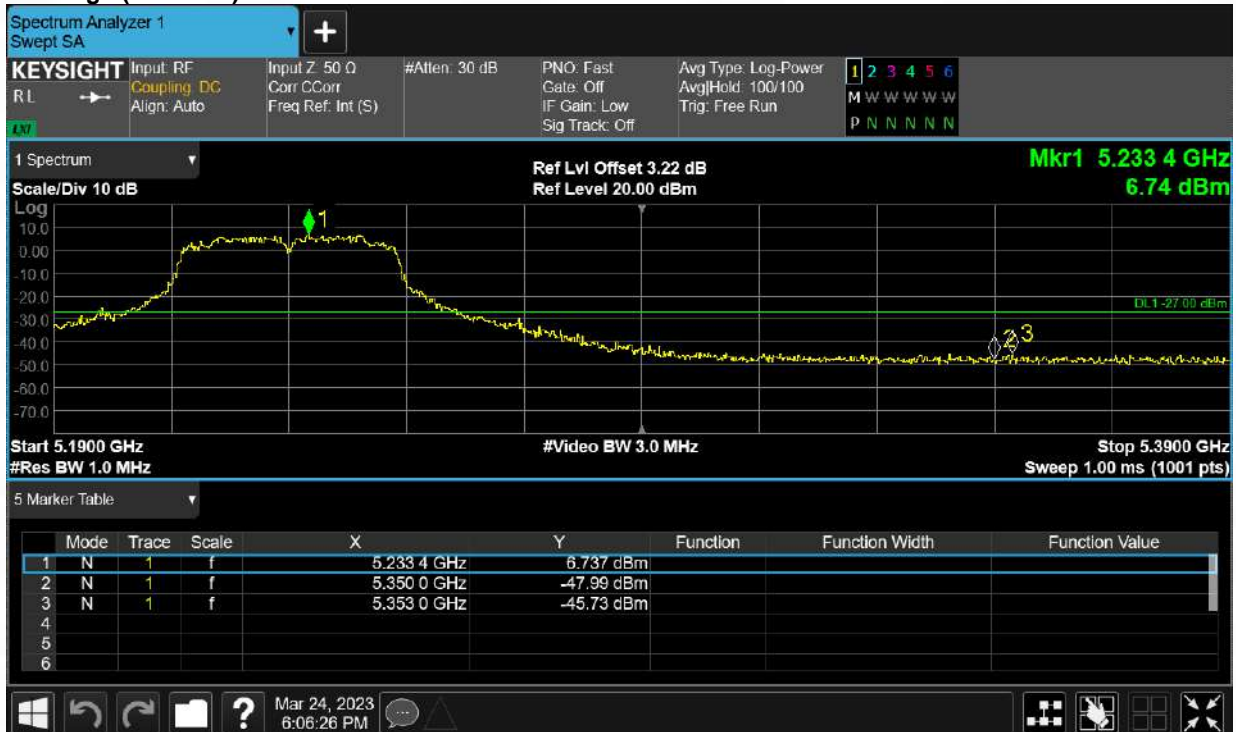 Spectrum Analyzer 1
Swept SA
+
KEYSIGHT Input: RF Input Z: 50 Ω #Atten: 30 dB PNO: Fast Avg Type: Log-Power 1 2 3 4 5 6
RL Coupling: DC Corr CCorr Gate: Off Avg|Hold: 100/100 M W W W W W
Align: Auto Freq Ref: Int (S) IF Gain: Low Trig: Free Run P N N N N N
LXI Sig Track: Off
1 Spectrum Ref Lvl Offset 3.22 dB Mkr1 5.233 4 GHz
Scale/Div 10 dB Ref Level 20.00 dBm 6.74 dBm
Log
1
10.0
0.00
-10.0
-20.0
DL1 -27.00 dBm
-30.0
2 3
-40.0
-50.0
-60.0
-70.0
Start 5.1900 GHz #Video BW 3.0 MHz Stop 5.3900 GHz
#Res BW 1.0 MHz Sweep 1.00 ms (1001 pts)
5 Marker Table
Mode Trace Scale X Y Function Function Width Function Value
1 N 1 f 5.233 4 GHz 6.737 dBm
2 N 1 f 5.350 0 GHz -47.99 dBm
3 N 1 f 5.353 0 GHz -45.73 dBm
4
5
6
? Mar 24, 2023
6:06:26 PM